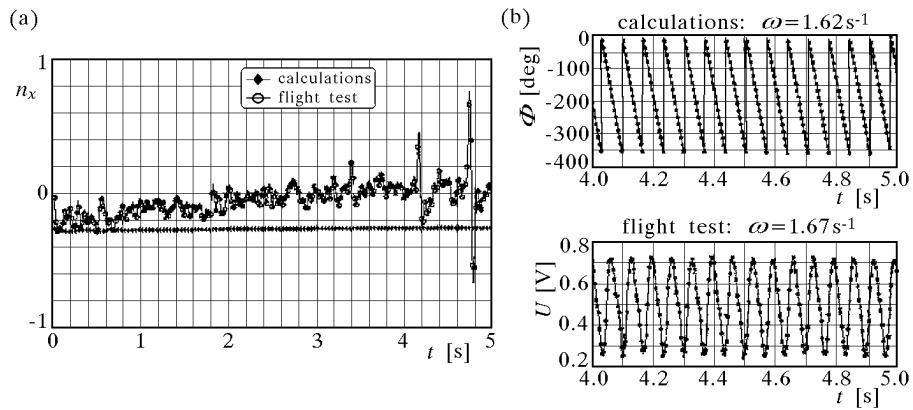 (a)
1
n_x
calculations
flight test
0
-1
0 1 2 3 4 5
t [s]
(b)
calculations: ω=1.62s⁻¹
Φ [deg]
0
-100
-200
-300
-400
4.0 4.2 4.4 4.6 4.8 5.0
t [s]
flight test: ω=1.67s⁻¹
U [V]
0.8
0.6
0.4
0.2
4.0 4.2 4.4 4.6 4.8 5.0
t [s]